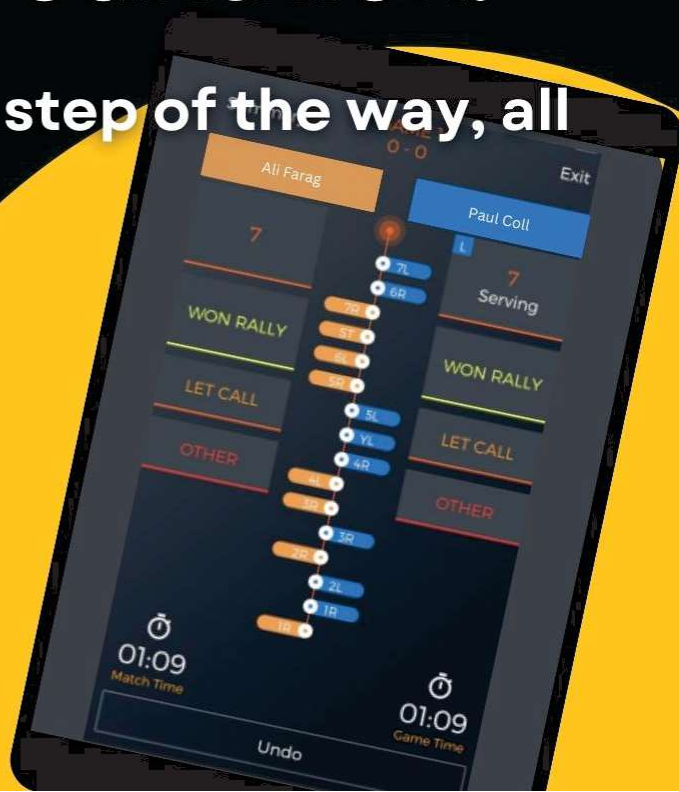 step of the way, all
0 - 0
Exit
Ali Farag
Paul Coll
L
7
7
Serving
WON RALLY
WON RALLY
LET CALL
LET CALL
OTHER
OTHER
7L
6R
7R
ST
6L
5R
5L
YL
4R
4L
3R
3R
2R
2L
1R
1R
01:09
Match Time
01:09
Game Time
Undo